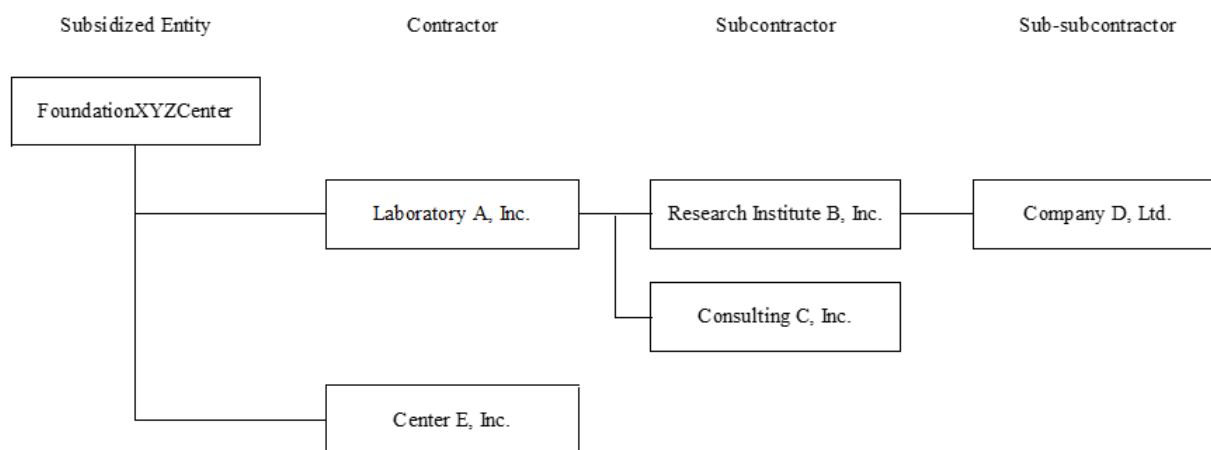 Subsidized Entity
Contractor
Subcontractor
Sub-subcontractor
FoundationXYZCenter
Laboratory A, Inc.
Research Institute B, Inc.
Company D, Ltd.
Consulting C, Inc.
Center E, Inc.